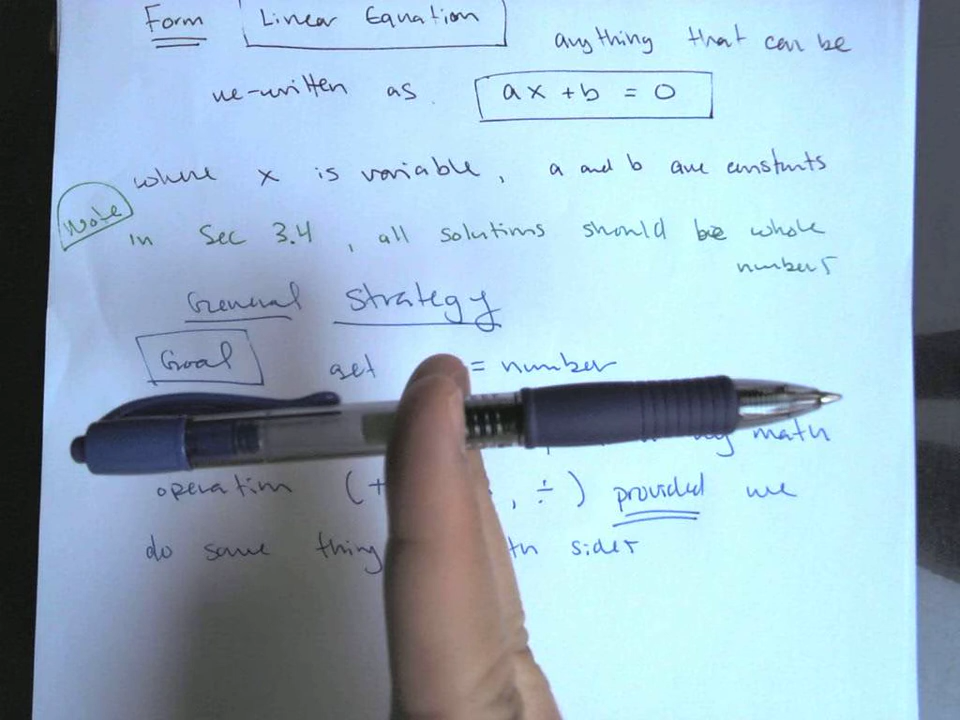 Form Linear Equation anything that can be
re-written as ax + b = 0
where x is variable, a and b are constants
Note In Sec 3.4, all solutions should be whole
numbers
General Strategy
Goal get = number
math
operation (+ , ÷) provided we
do same thing sides